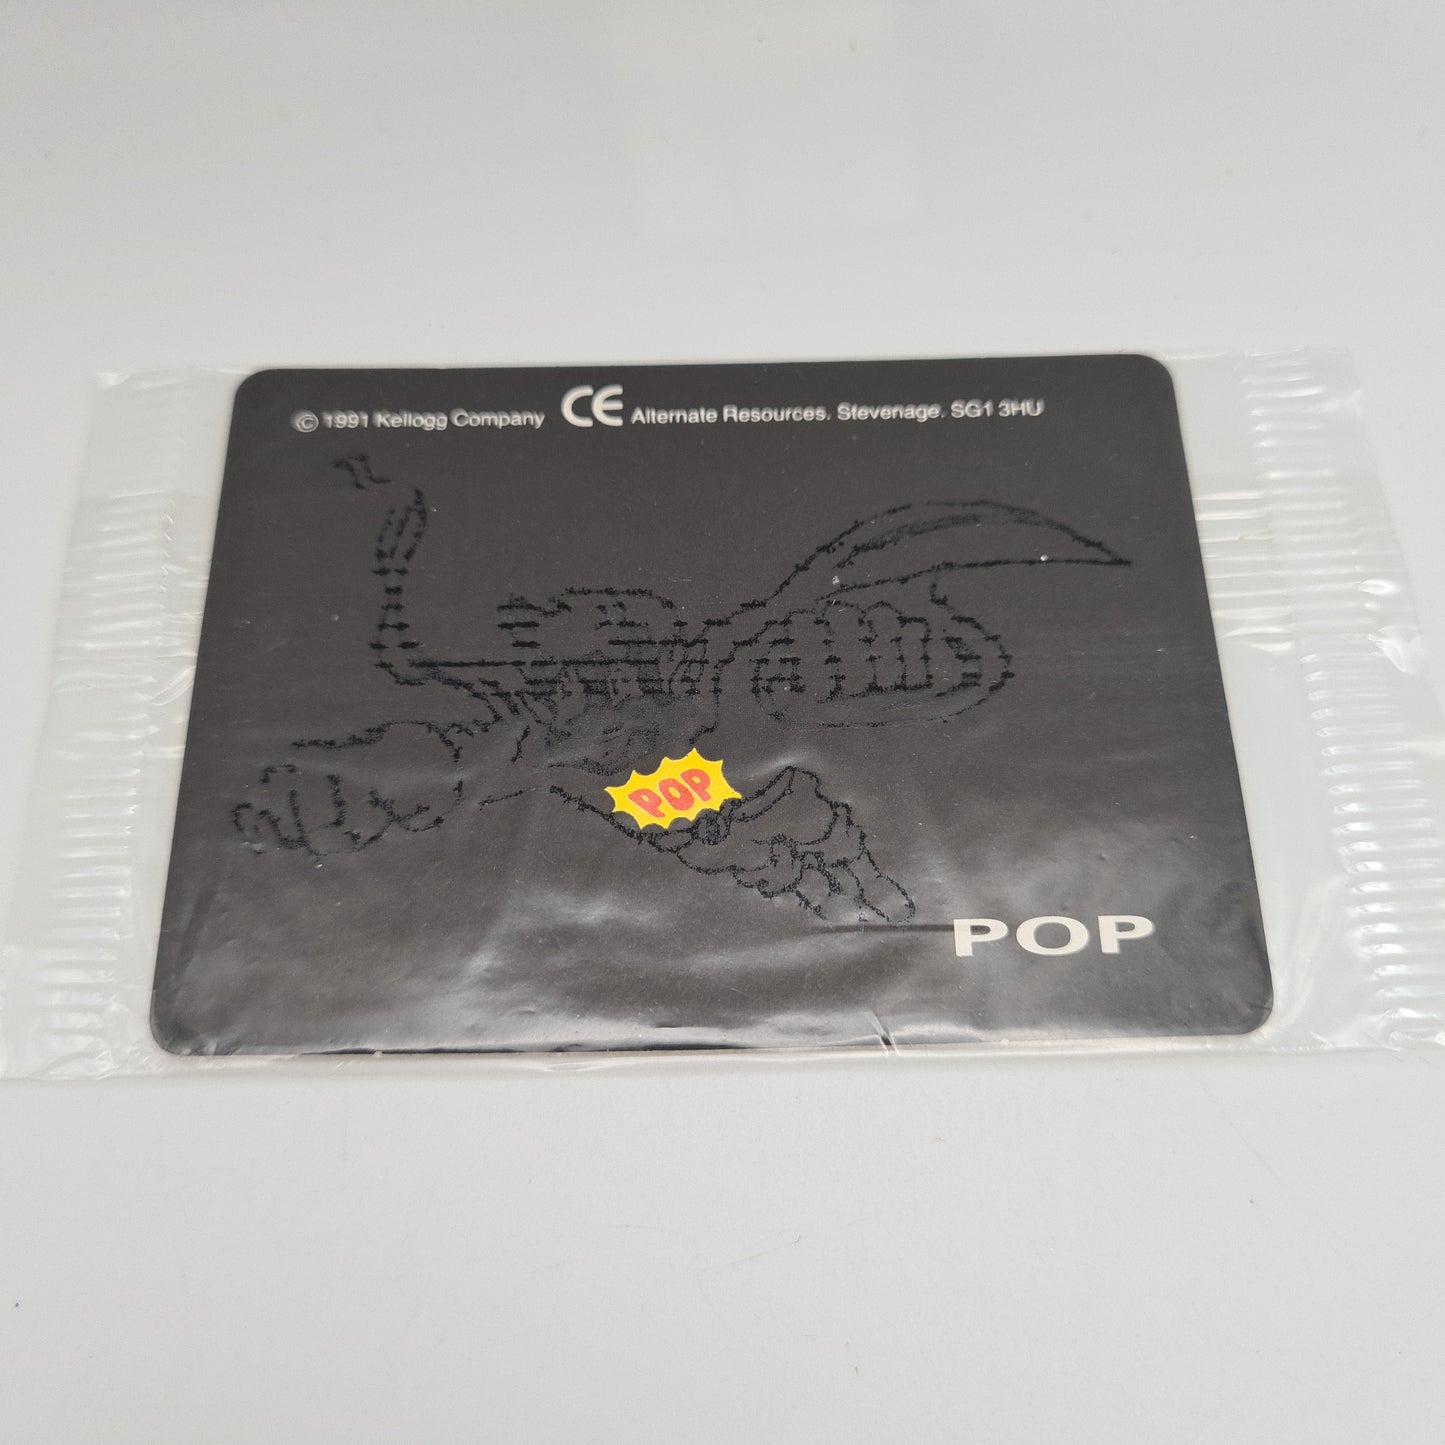 © 1991 Kellogg Company CE Alternate Resources. Stevenage. SG1 3HU
POP
POP